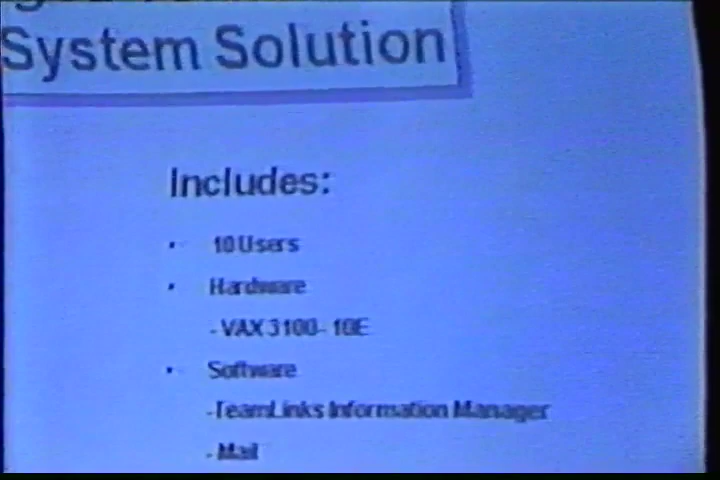 System Solution
Includes:
· 10 Users
· Hardware
- VAX 3100- 10E
· Software
-TeamLinks Information Manager
- Mail